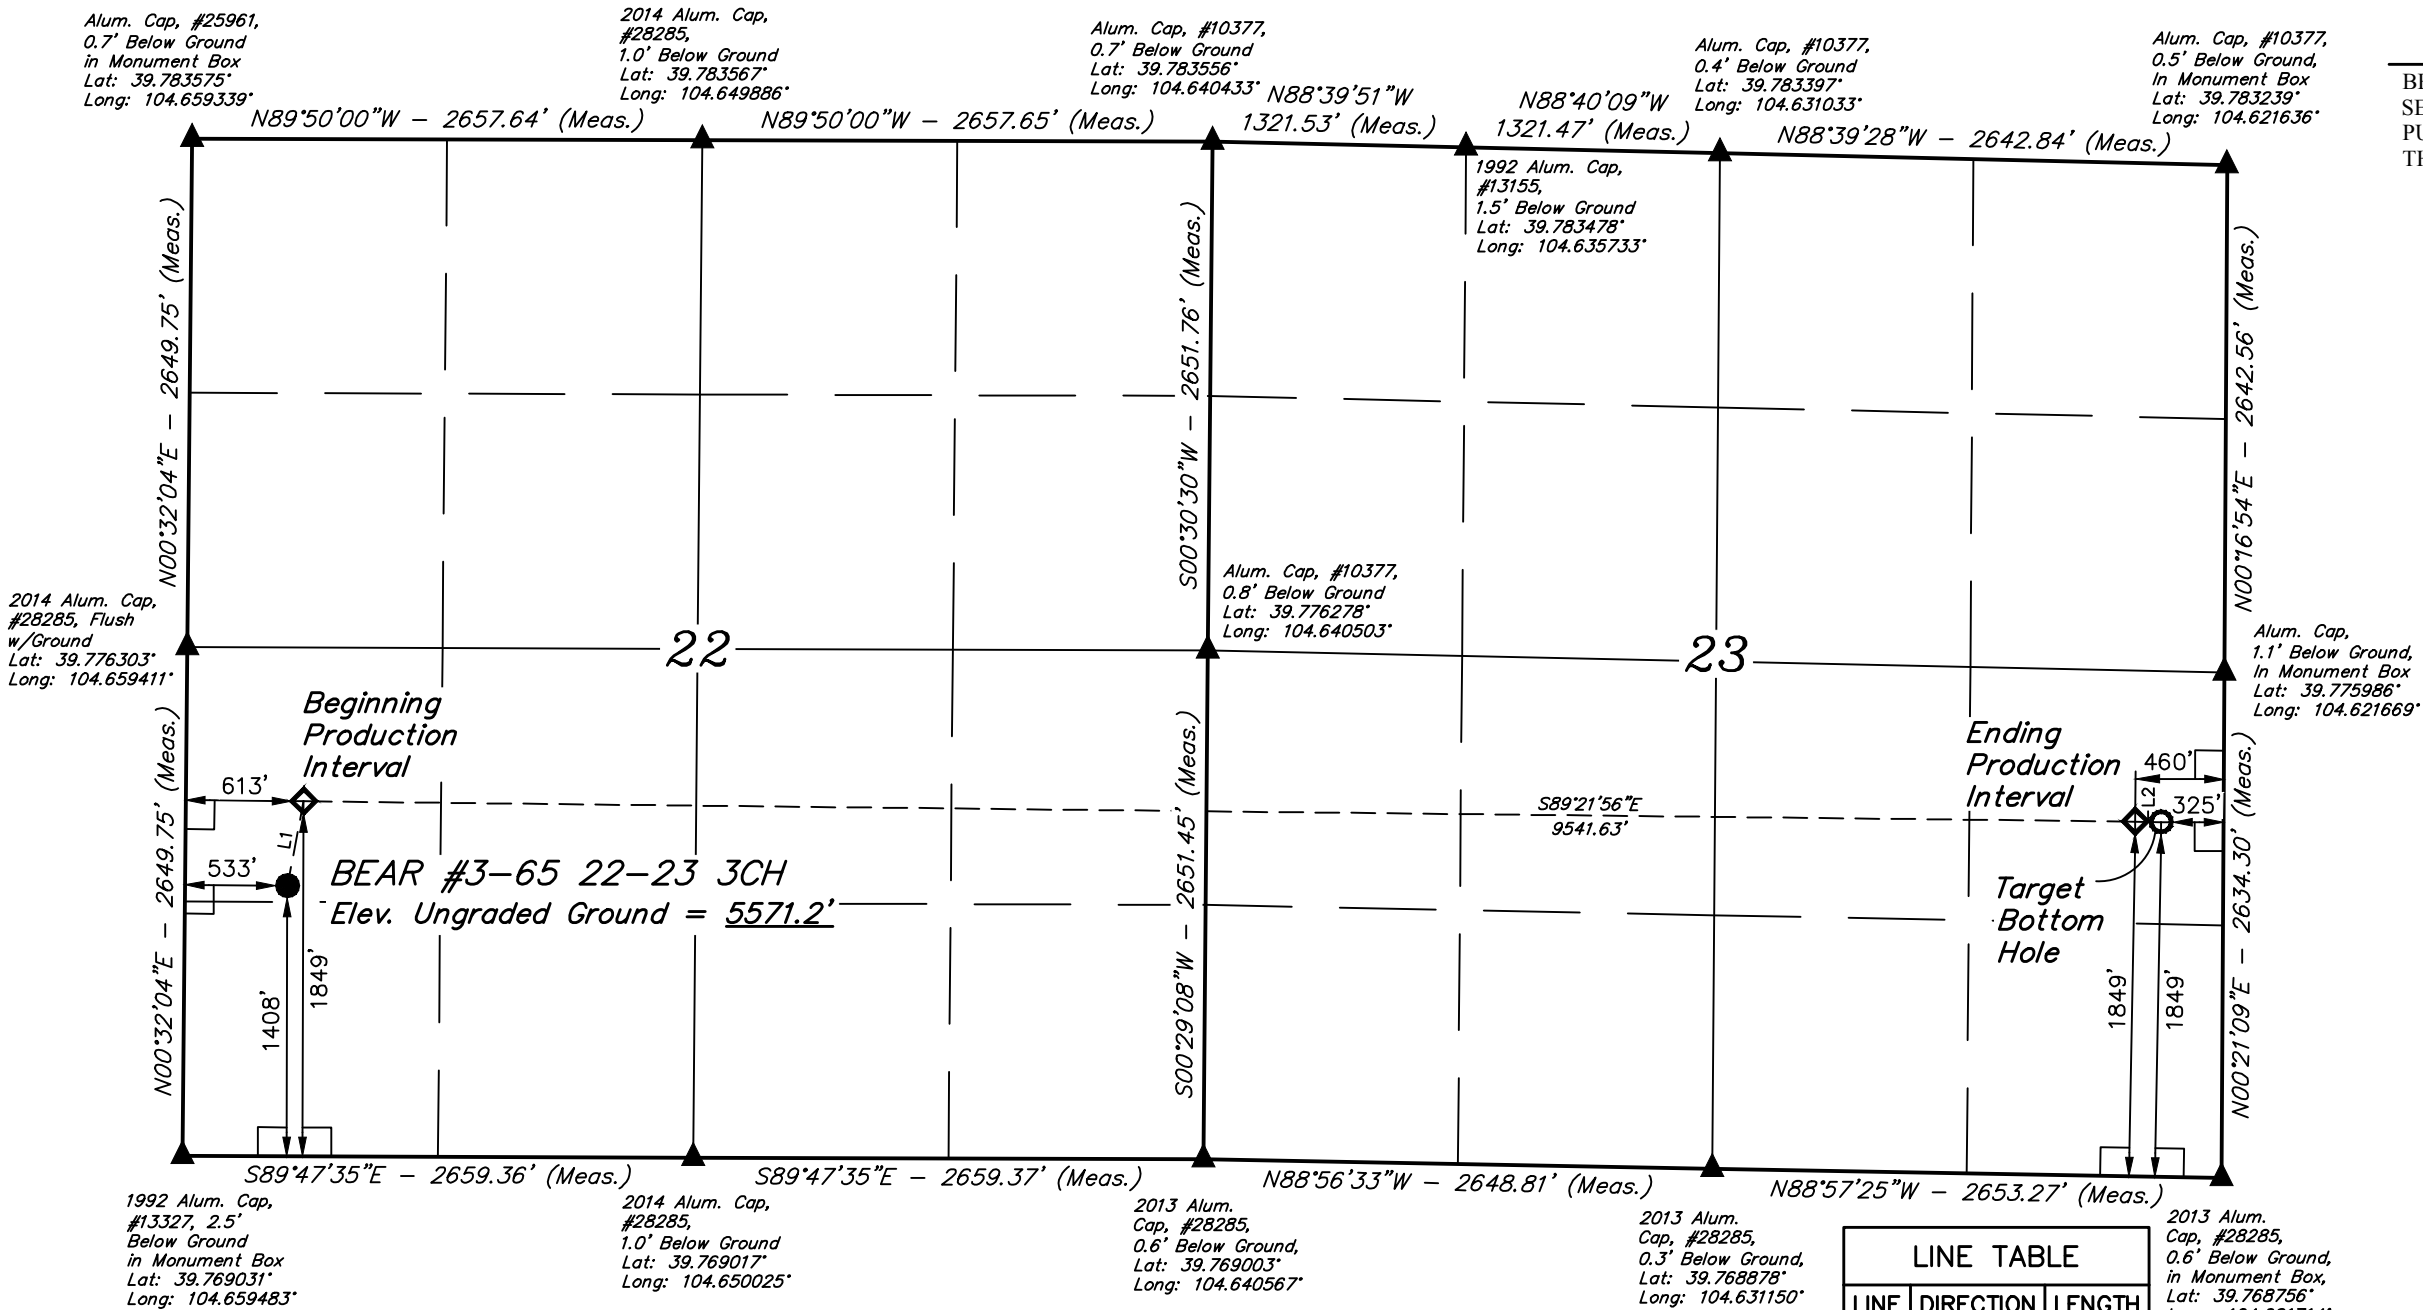 Alum. Cap, #25961,
0.7' Below Ground
in Monument Box
Lat: 39.783575°
Long: 104.659339°
2014 Alum. Cap,
#28285,
1.0' Below Ground
Lat: 39.783567°
Long: 104.649886°
Alum. Cap, #10377,
0.7' Below Ground
Lat: 39.783556°
Long: 104.640433°
Alum. Cap, #10377,
0.4' Below Ground
Lat: 39.783397°
Long: 104.631033°
Alum. Cap, #10377,
0.5' Below Ground,
In Monument Box
Lat: 39.783239°
Long: 104.621636°
N89°50'00"W – 2657.64' (Meas.)
N89°50'00"W – 2657.65' (Meas.)
N88°39'51"W
1321.53' (Meas.)
N88°40'09"W
1321.47' (Meas.)
N88°39'28"W – 2642.84' (Meas.)
1992 Alum. Cap,
#13155,
1.5' Below Ground
Lat: 39.783478°
Long: 104.635733°
N00°32'04"E – 2649.75' (Meas.)
S00°30'30"W – 2651.76' (Meas.)
N00°16'54"E – 2642.56' (Meas.)
2014 Alum. Cap,
#28285, Flush
w/Ground
Lat: 39.776303°
Long: 104.659411°
22
Alum. Cap, #10377,
0.8' Below Ground
Lat: 39.776278°
Long: 104.640503°
23
Alum. Cap,
1.1' Below Ground,
In Monument Box
Lat: 39.775986°
Long: 104.621669°
Beginning
Production
Interval
613'
L1
533'
BEAR #3-65 22-23 3CH
Elev. Ungraded Ground = 5571.2'
1408'
1849'
N00°32'04"E – 2649.75' (Meas.)
S00°29'08"W – 2651.45' (Meas.)
S89°21'56"E
9541.63'
Ending
Production
Interval
460'
L2
325'
Target
Bottom
Hole
1849'
1849'
N00°21'09"E – 2634.30' (Meas.)
S89°47'35"E – 2659.36' (Meas.)
S89°47'35"E – 2659.37' (Meas.)
N88°56'33"W – 2648.81' (Meas.)
N88°57'25"W – 2653.27' (Meas.)
1992 Alum. Cap,
#13327, 2.5'
Below Ground
in Monument Box
Lat: 39.769031°
Long: 104.659483°
2014 Alum. Cap,
#28285,
1.0' Below Ground
Lat: 39.769017°
Long: 104.650025°
2013 Alum.
Cap, #28285,
0.6' Below Ground,
Lat: 39.769003°
Long: 104.640567°
2013 Alum.
Cap, #28285,
0.3' Below Ground,
Lat: 39.768878°
Long: 104.631150°
LINE TABLE
LINE DIRECTION LENGTH
2013 Alum.
Cap, #28285,
0.6' Below Ground,
in Monument Box,
Lat: 39.768756°